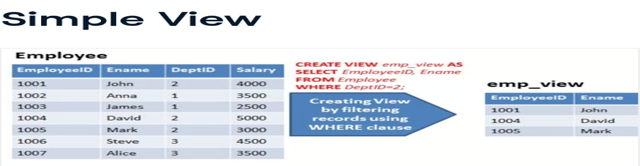 Simple View
Employee
EmployeeID Ename DeptID Salary
1001 John 2 4000
1002 Anna 1 3500
1003 James 1 2500
1004 David 2 5000
1005 Mark 2 3000
1006 Steve 3 4500
1007 Alice 3 3500
CREATE VIEW emp_view AS
SELECT EmployeeID, Ename
FROM Employee
WHERE DeptID=2;
Creating View
by filtering
records using
WHERE clause
emp_view
EmployeeID Ename
1001 John
1004 David
1005 Mark